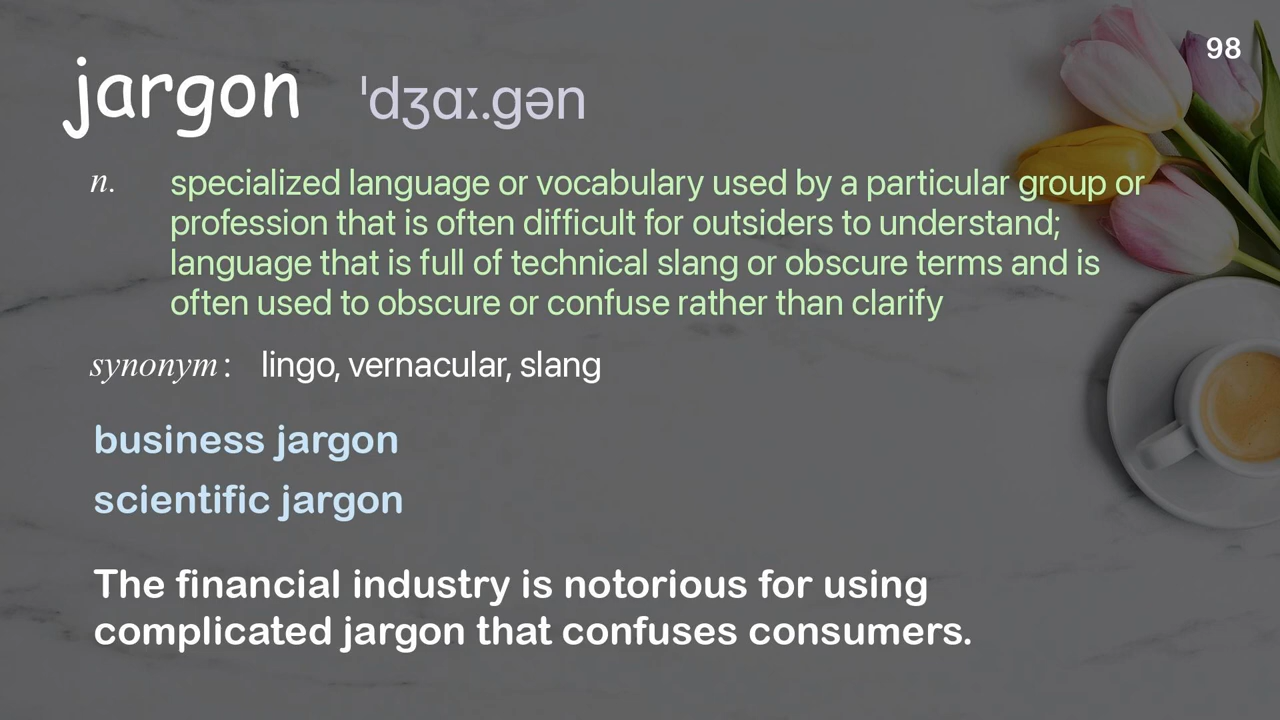 98
jargon ˈdʒɑː.gən
n. specialized language or vocabulary used by a particular group or
profession that is often difficult for outsiders to understand;
language that is full of technical slang or obscure terms and is
often used to obscure or confuse rather than clarify
synonym: lingo, vernacular, slang
business jargon
scientific jargon
The financial industry is notorious for using
complicated jargon that confuses consumers.